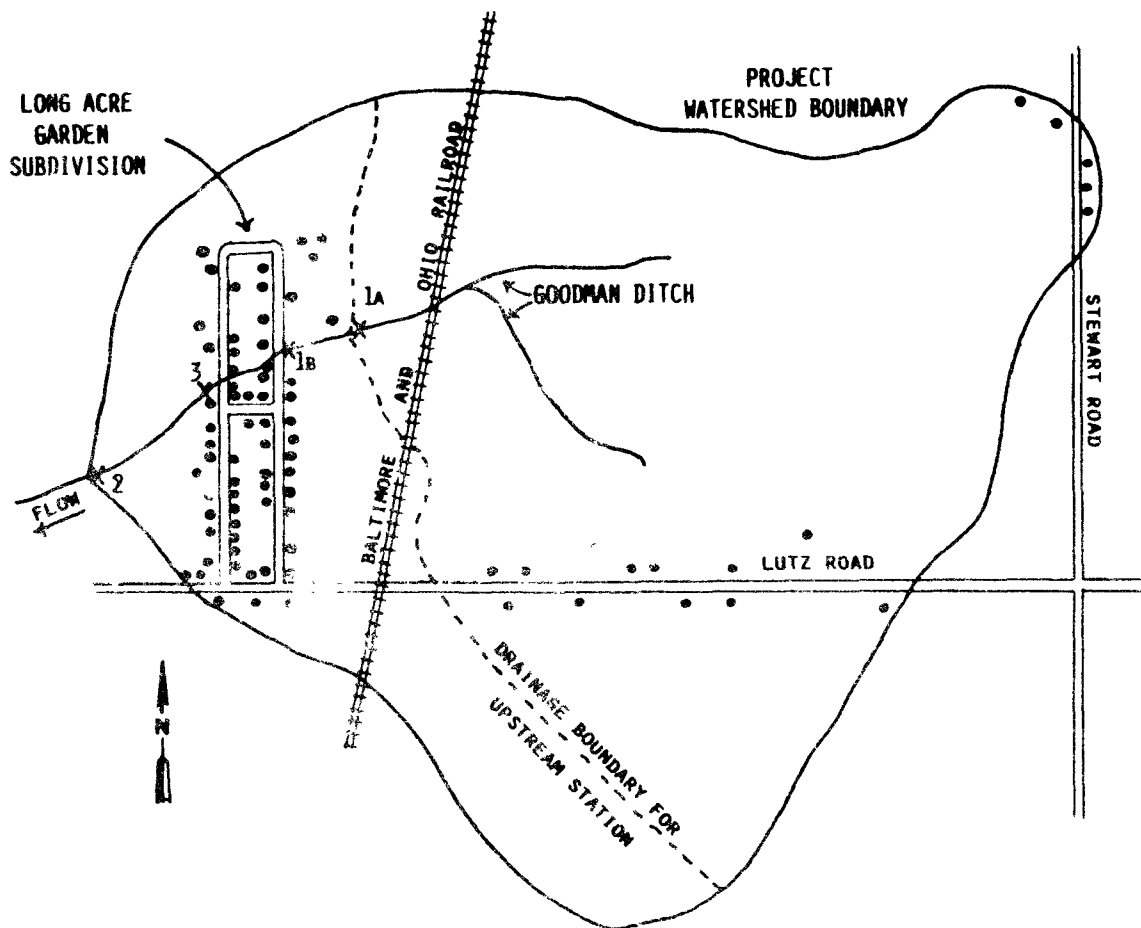 PROJECT
WATERSHED BOUNDARY
LONG ACRE
GARDEN
SUBDIVISION
BALTIMORE AND OHIO RAILROAD
1A
GOODMAN DITCH
1B
3
2
FLOW
STEWART ROAD
LUTZ ROAD
DRAINAGE BOUNDARY FOR
UPSTREAM STATION
N